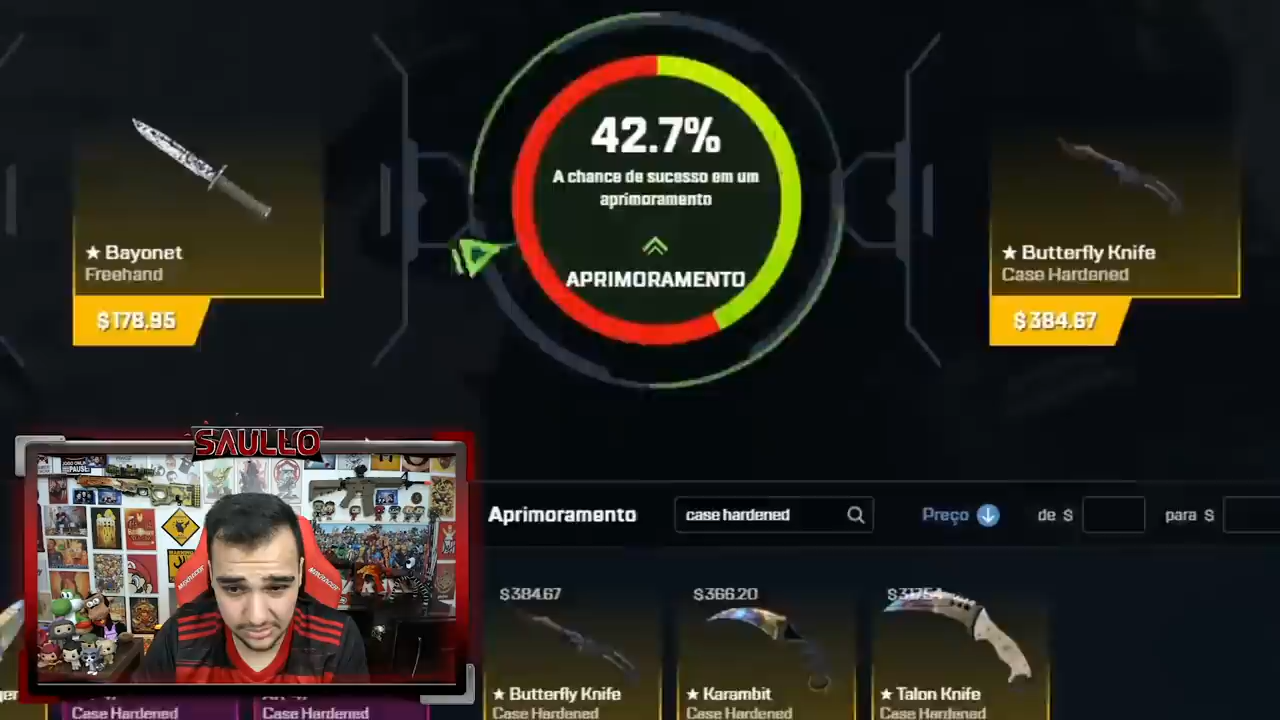 42.7%
A chance de sucesso em um
aprimoramento
APRIMORAMENTO
★ Bayonet
Freehand
$178.95
★ Butterfly Knife
Case Hardened
$384.67
SAULLO
Aprimoramento
case hardened
Preço
de $
para $
$384.67
$366.20
★ Butterfly Knife
★ Karambit
★ Talon Knife
Case Hardened
Case Hardened
Case Hardened
Case Hardened
Case Hardened